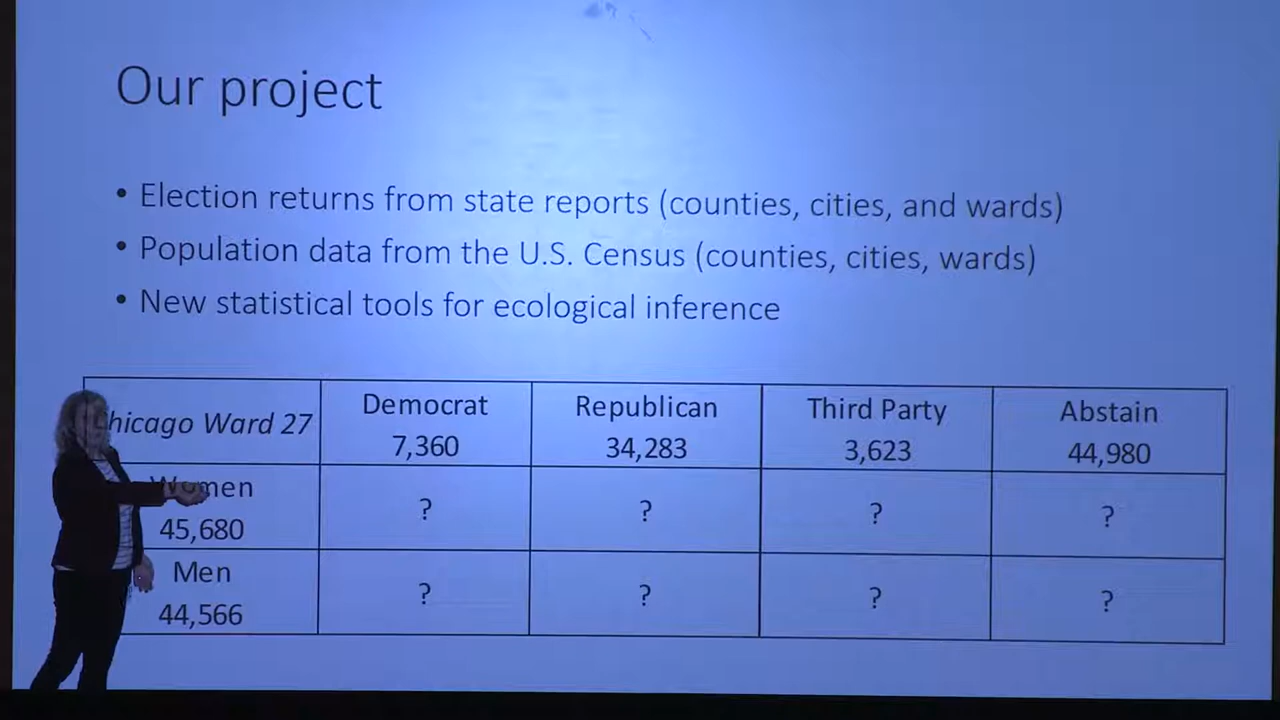 Our project
• Election returns from state reports (counties, cities, and wards)
• Population data from the U.S. Census (counties, cities, wards)
• New statistical tools for ecological inference
Chicago Ward 27
Democrat
7,360
Republican
34,283
Third Party
3,623
Abstain
44,980
Women
45,680
?
?
?
?
Men
44,566
?
?
?
?